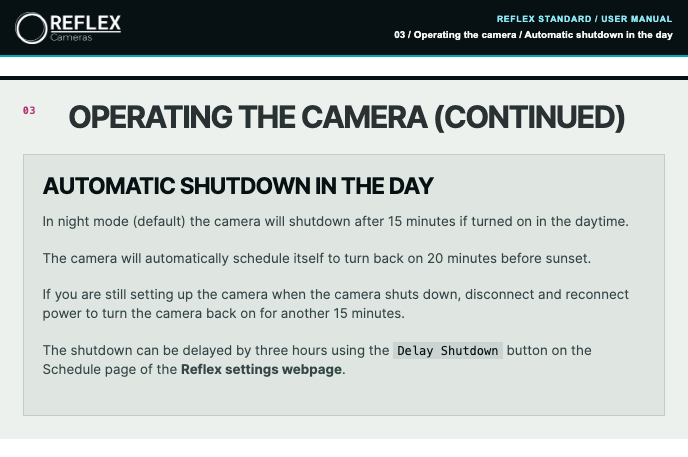 REFLEX
Cameras
REFLEX STANDARD / USER MANUAL
03 / Operating the camera / Automatic shutdown in the day
03
OPERATING THE CAMERA (CONTINUED)
AUTOMATIC SHUTDOWN IN THE DAY
In night mode (default) the camera will shutdown after 15 minutes if turned on in the daytime.
The camera will automatically schedule itself to turn back on 20 minutes before sunset.
If you are still setting up the camera when the camera shuts down, disconnect and reconnect
power to turn the camera back on for another 15 minutes.
The shutdown can be delayed by three hours using the Delay Shutdown button on the
Schedule page of the Reflex settings webpage.